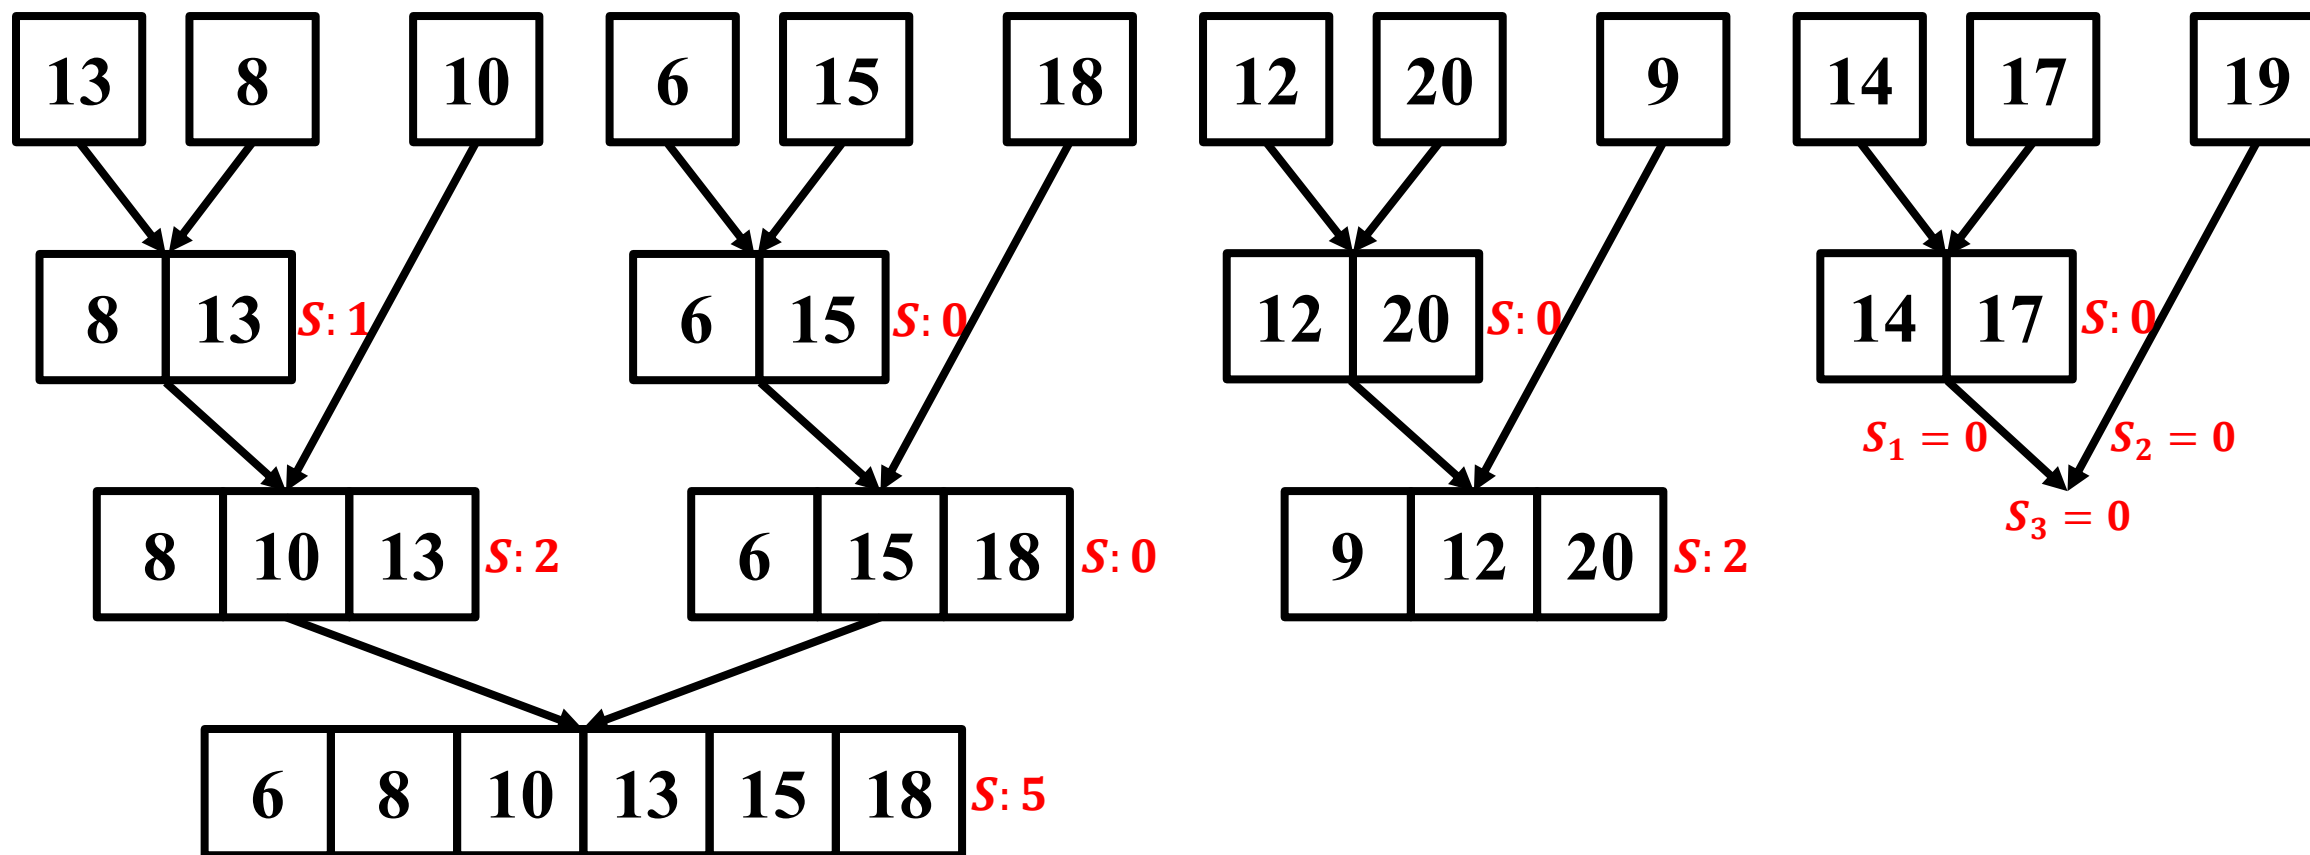 13 8 10 6 15 18 12 20 9 14 17 19
8 13 S: 1 6 15 S: 0 12 20 S: 0 14 17 S: 0
S₁ = 0 S₂ = 0
S₃ = 0
8 10 13 S: 2 6 15 18 S: 0 9 12 20 S: 2
6 8 10 13 15 18 S: 5